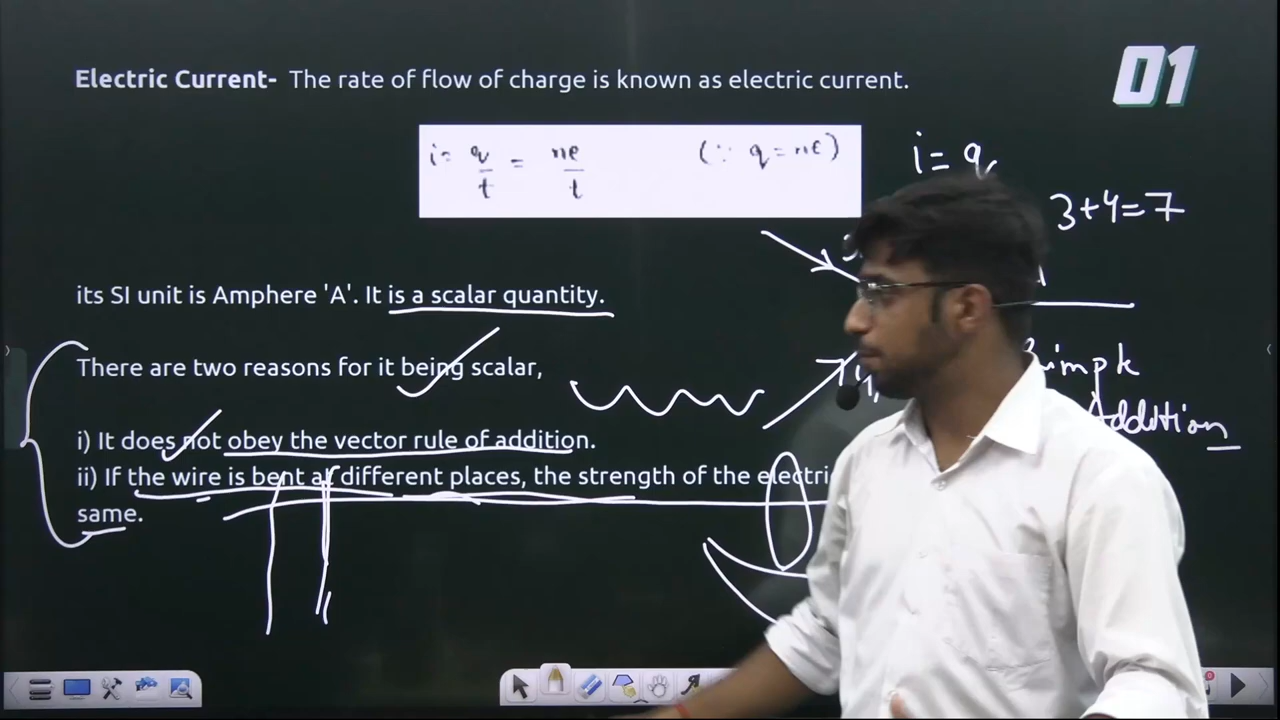 Electric Current- The rate of flow of charge is known as electric current.
01
i = q/t = ne/t (∵ q = ne)
i = q
3+4=7
its SI unit is Amphere 'A'. It is a scalar quantity.
There are two reasons for it being scalar,
Addition
i) It does not obey the vector rule of addition.
ii) If the wire is bent at different places, the strength of the
same.